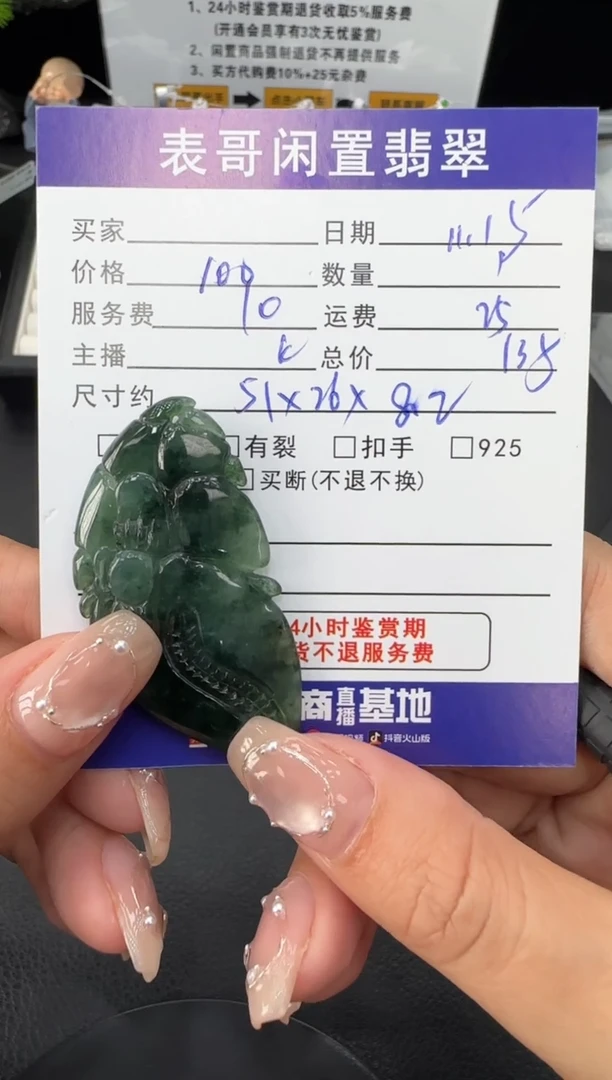 1、24小时鉴赏期退货收取5%服务费
(开通会员享有3次无忧鉴赏)
2、闲置商品强制退货不再提供服务
3、买方代购费10%+25元杂费
表哥闲置翡翠
买家 日期 11.15
价格 数量
服务费 10 运费 25
主播 K 总价 138
尺寸约 51×26×8.2
有裂 扣手 925
买断(不退不换)
4小时鉴赏期
货不退服务费
商直播基地
抖音火山版